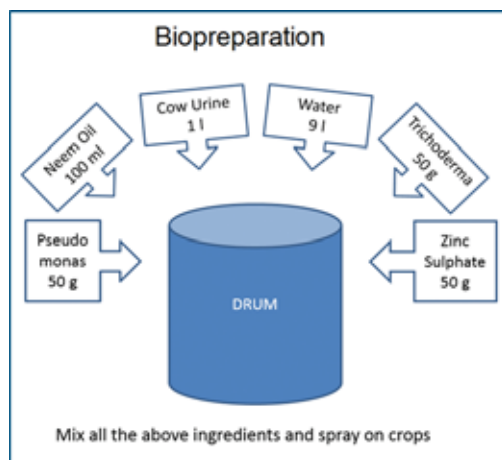 Biopreparation
Cow Urine
1 l
Water
9 l
Neem Oil
100 ml
Trichoderma
50 g
Pseudo
monas
50 g
Zinc
Sulphate
50 g
DRUM
Mix all the above ingredients and spray on crops